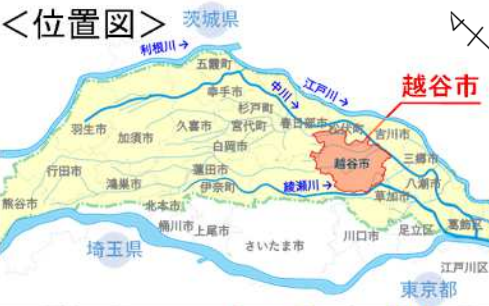 <位置図>
茨城県
利根川→
五霞町
幸手市
中川→
江戸川→
越谷市
杉戸町
羽生市
加須市
久喜市
宮代町
春日部市
松伏町
吉川市
白岡市
越谷市
三郷市
行田市
鴻巣市
蓮田市
伊奈町
綾瀬川→
八潮市
草加市
熊谷市
北本市
桶川市
上尾市
さいたま市
川口市
足立区
葛飾区
埼玉県
江戸川区
東京都